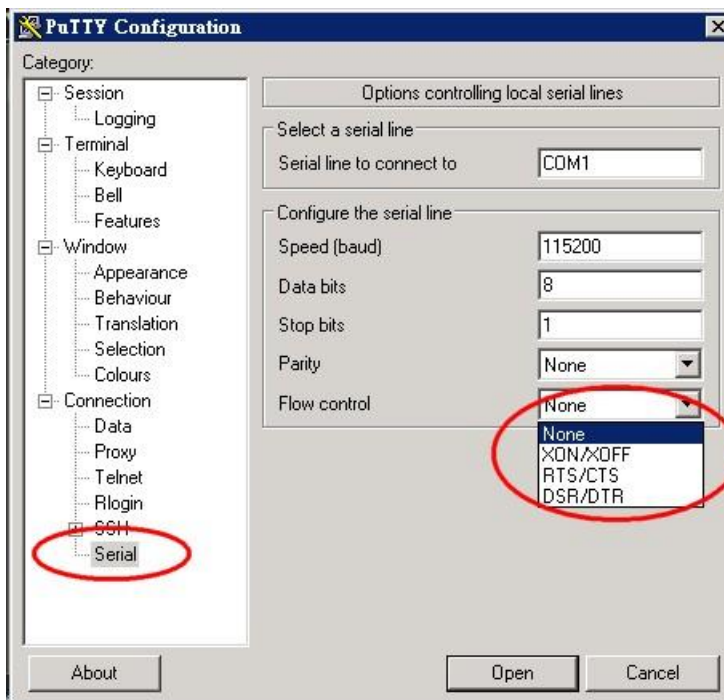 PuTTY Configuration
Category:
Session
Logging
Terminal
Keyboard
Bell
Features
Window
Appearance
Behaviour
Translation
Selection
Colours
Connection
Data
Proxy
Telnet
Rlogin
SSH
Serial
Options controlling local serial lines
Select a serial line
Serial line to connect to COM1
Configure the serial line
Speed (baud) 115200
Data bits 8
Stop bits 1
Parity None
Flow control None
None
XON/XOFF
RTS/CTS
DSR/DTR
About Open Cancel